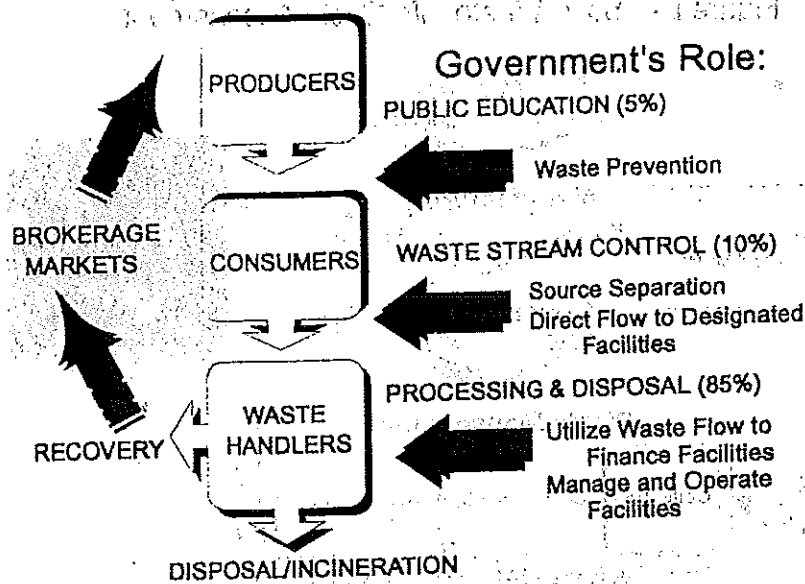 Government's Role:
PRODUCERS
PUBLIC EDUCATION (5%)
Waste Prevention
BROKERAGE
MARKETS
CONSUMERS
WASTE STREAM CONTROL (10%)
Source Separation
Direct Flow to Designated
Facilities
PROCESSING & DISPOSAL (85%)
WASTE
HANDLERS
RECOVERY
Utilize Waste Flow to
Finance Facilities
Manage and Operate
Facilities
DISPOSAL/INCINERATION